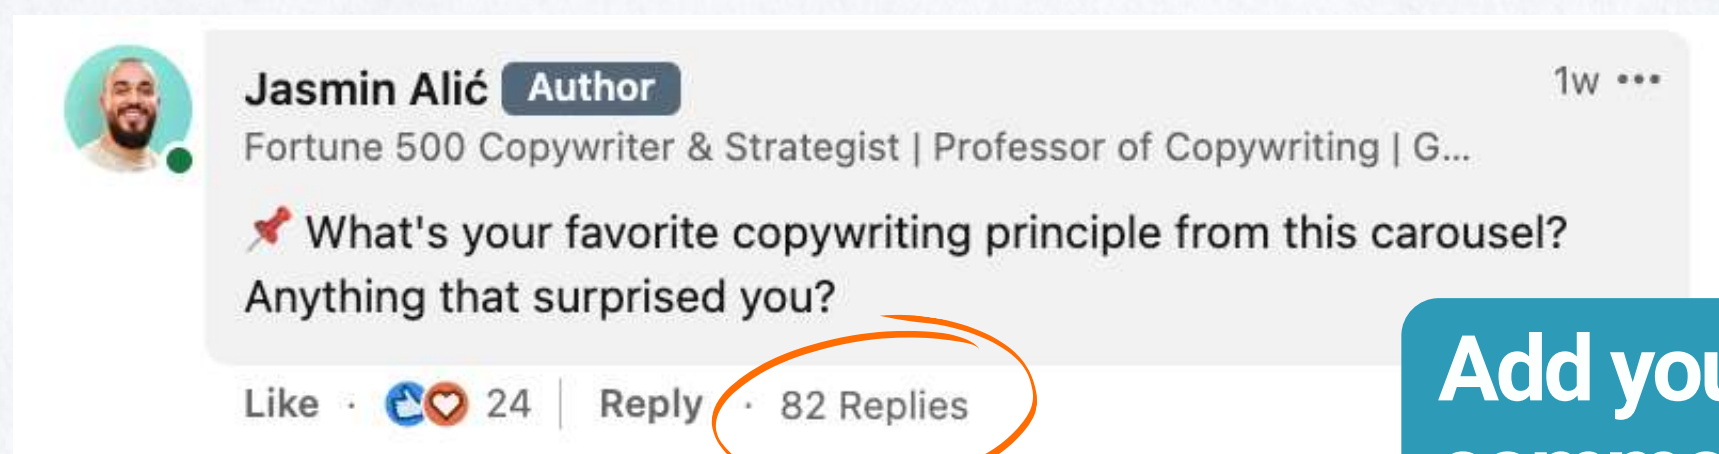 Jasmin Alić Author
1w •••
Fortune 500 Copywriter & Strategist | Professor of Copywriting | G...
📌 What's your favorite copywriting principle from this carousel?
Anything that surprised you?
Like · 24 | Reply · 82 Replies
Add